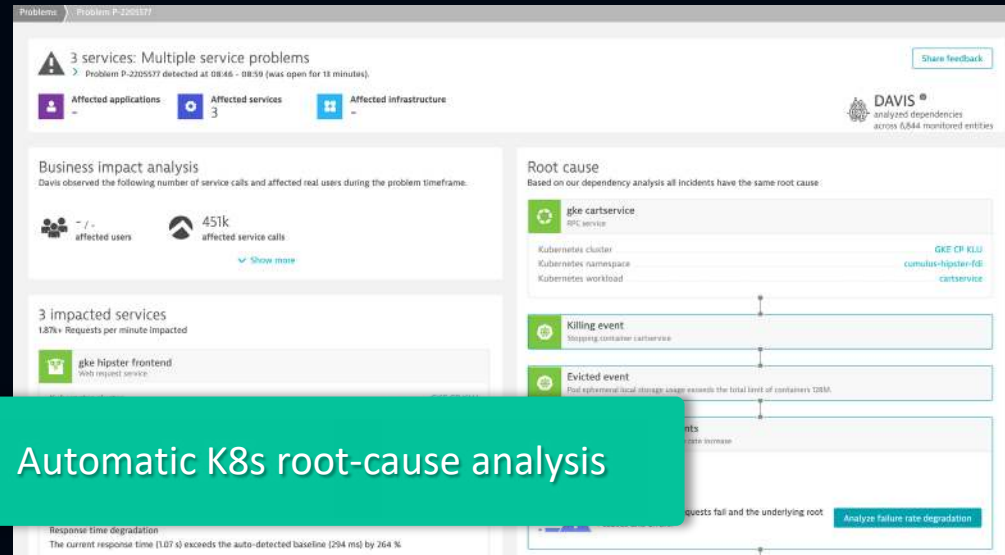 Problems
Problem P-2205577
3 services: Multiple service problems
Problem P-2205577 detected at 08:46 - 08:59 (was open for 13 minutes).
Share feedback
Affected applications
-
Affected services
3
Affected infrastructure
-
DAVIS
analyzed dependencies
across 6,844 monitored entities
Business impact analysis
Davis observed the following number of service calls and affected real users during the problem timeframe.
- / -
affected users
451k
affected service calls
Show more
3 impacted services
1.87k+ Requests per minute impacted
gke hipster frontend
Web request service
Root cause
Based on our dependency analysis all incidents have the same root cause
gke cartservice
RPC service
Kubernetes cluster GKE CP KLU
Kubernetes namespace cumulus-hipster-fdi
Kubernetes workload cartservice
Killing event
Stopping container cartservice
Evicted event
Pod ephemeral local storage usage exceeds the total limit of containers 128M.
rate increase
Automatic K8s root-cause analysis
quests fail and the underlying root
Analyze failure rate degradation
Response time degradation
The current response time (1.07 s) exceeds the auto-detected baseline (294 ms) by 264 %